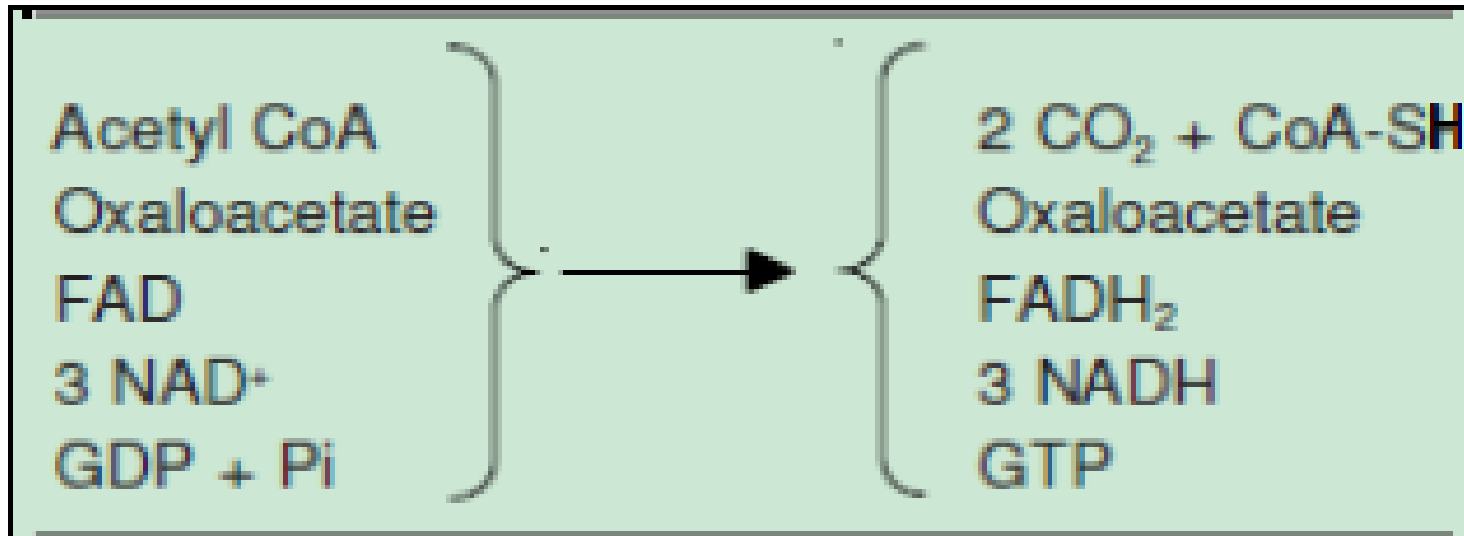 Acetyl CoA
Oxaloacetate
FAD
3 NAD⁺
GDP + Pi
2 CO₂ + CoA-SH
Oxaloacetate
FADH₂
3 NADH
GTP